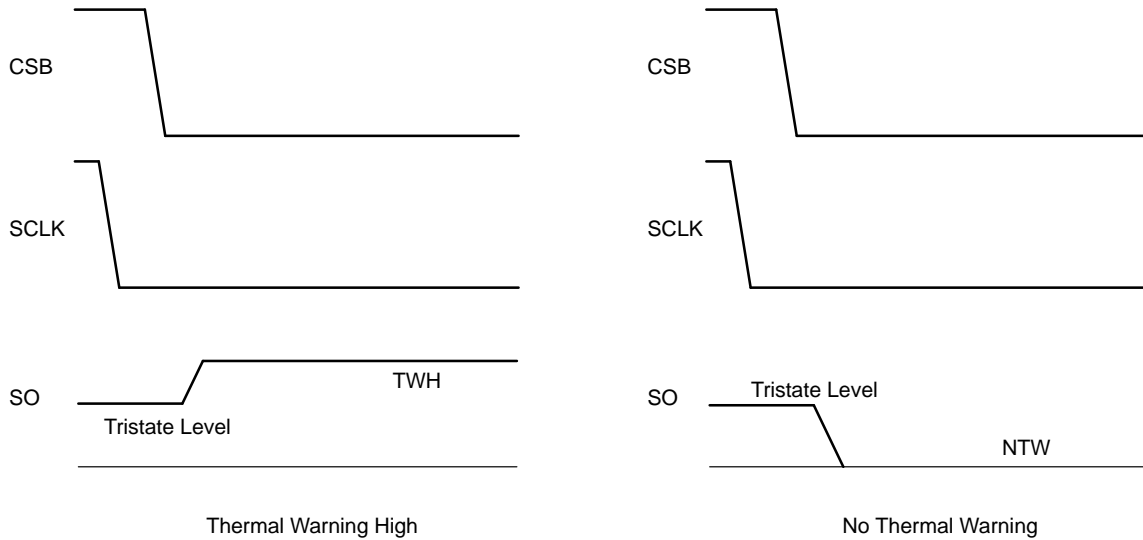 CSB
SCLK
SO
TWH
Tristate Level
Thermal Warning High
CSB
SCLK
SO
Tristate Level
NTW
No Thermal Warning